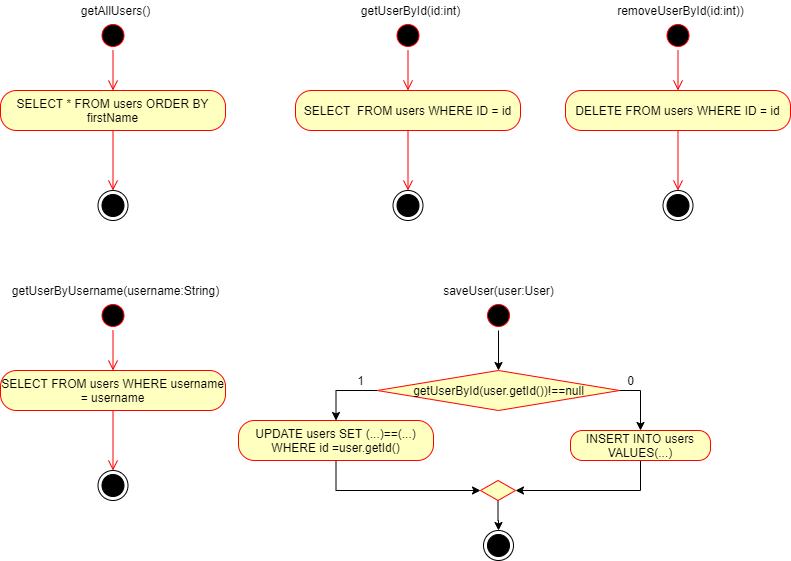 getAllUsers()
getUserById(id:int)
removeUserById(id:int))
SELECT * FROM users ORDER BY
firstName
SELECT  FROM users WHERE ID = id
DELETE FROM users WHERE ID = id
getUserByUsername(username:String)
saveUser(user:User)
SELECT FROM users WHERE username
= username
1
getUserById(user.getId())!==null
0
UPDATE users SET (...)==(...)
WHERE id =user.getId()
INSERT INTO users
VALUES(...)